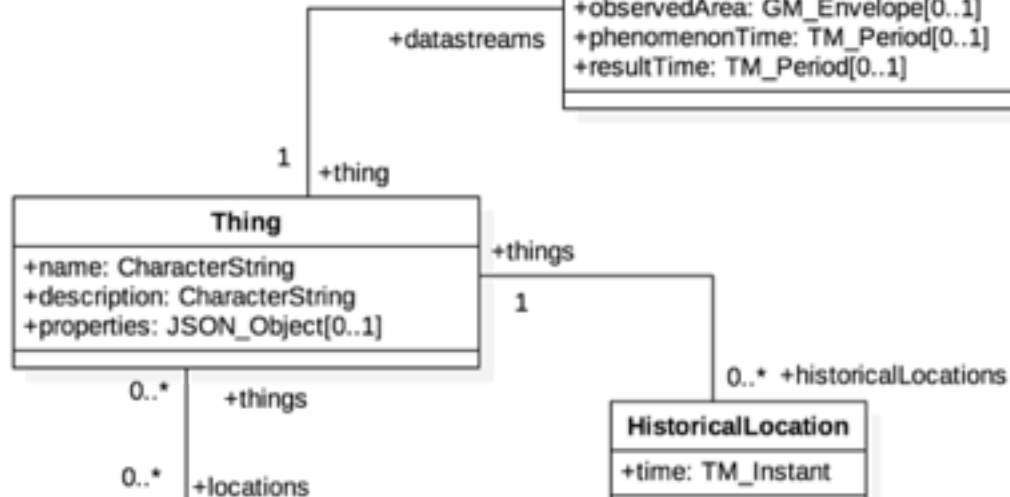 +observedArea: GM_Envelope[0..1]
+datastreams
+phenomenonTime: TM_Period[0..1]
+resultTime: TM_Period[0..1]
1
+thing
Thing
+name: CharacterString
+description: CharacterString
+properties: JSON_Object[0..1]
+things
1
0..* +historicalLocations
0..*
+things
HistoricalLocation
+time: TM_Instant
0..*
+locations